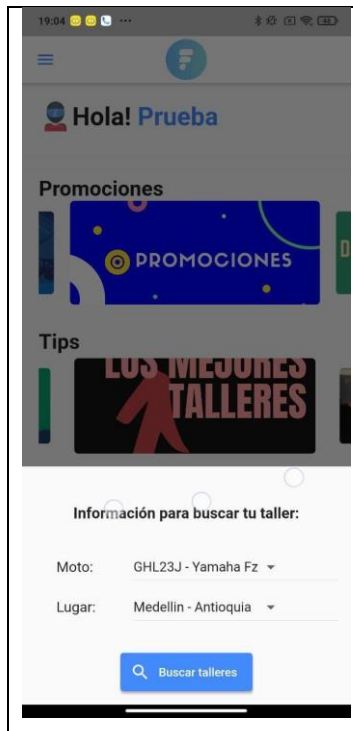 19:04
Hola! Prueba
Promociones
PROMOCIONES
D
Tips
LOS MEJORES
TALLERES
Información para buscar tu taller:
Moto: GHL23J - Yamaha Fz
Lugar: Medellin - Antioquia
Buscar talleres